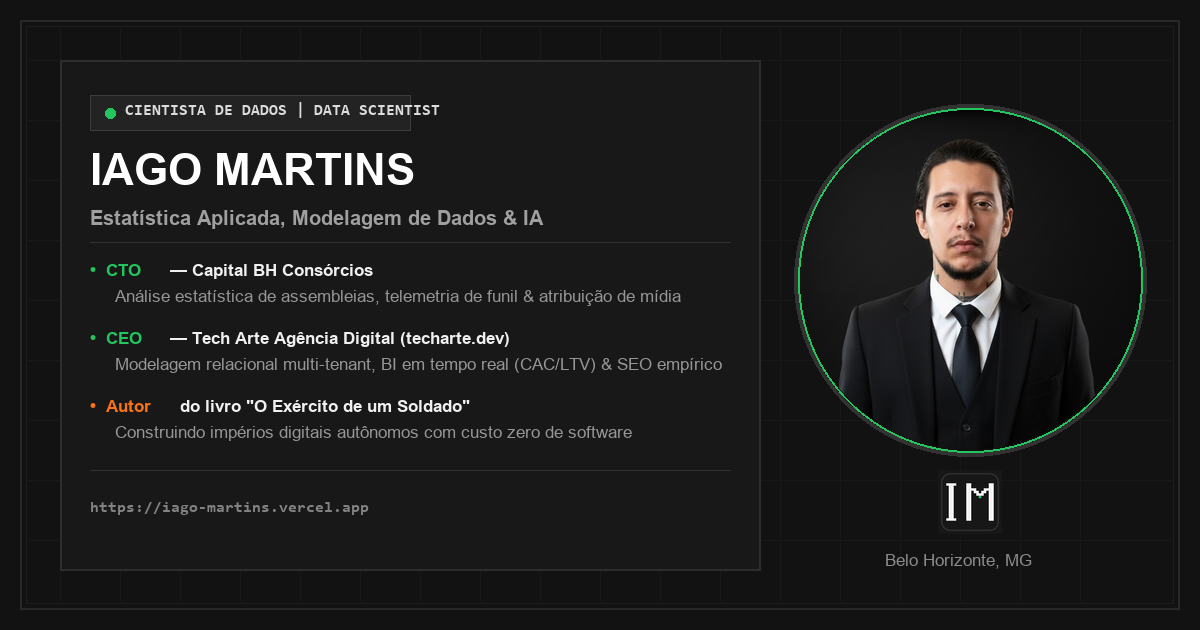 CIENTISTA DE DADOS | DATA SCIENTIST
IAGO MARTINS
Estatística Aplicada, Modelagem de Dados & IA
• CTO — Capital BH Consórcios
Análise estatística de assembleias, telemetria de funil & atribuição de mídia
• CEO — Tech Arte Agência Digital (techarte.dev)
Modelagem relacional multi-tenant, BI em tempo real (CAC/LTV) & SEO empírico
• Autor do livro "O Exército de um Soldado"
Construindo impérios digitais autônomos com custo zero de software
https://iago-martins.vercel.app
IM
Belo Horizonte, MG